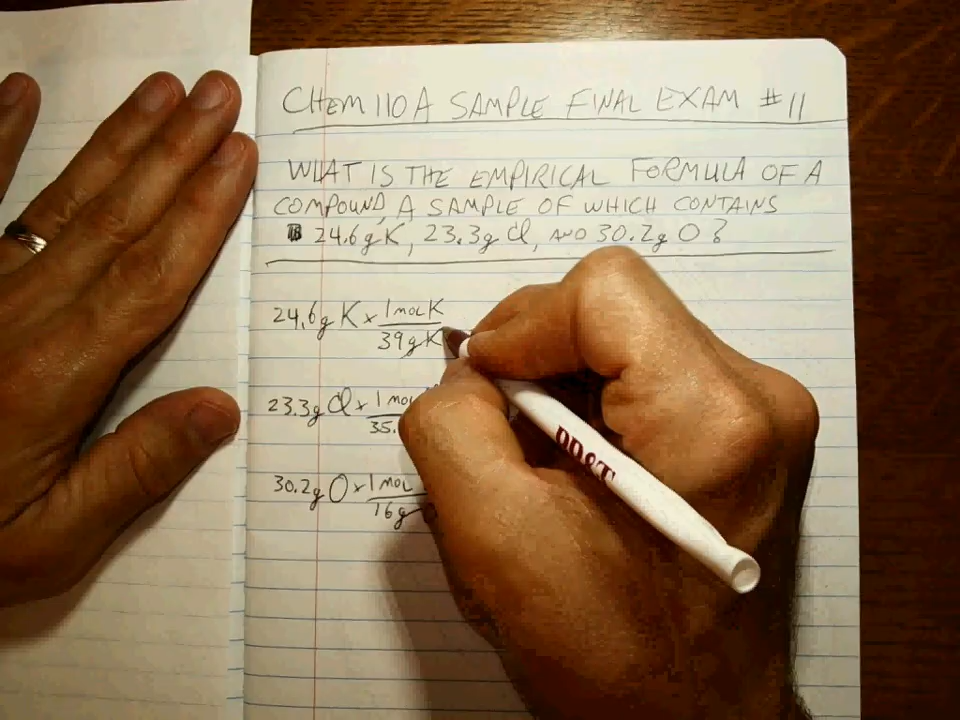 CHEM 110A SAMPLE FINAL EXAM #11
WHAT IS THE EMPIRICAL FORMULA OF A
COMPOUND, A SAMPLE OF WHICH CONTAINS
24.6g K, 23.3g Cl, AND 30.2g O?
24.6g K x 1 mol K
39g K
23.3g Cl x 1 mol
35.
30.2g O x 1 mol
16g